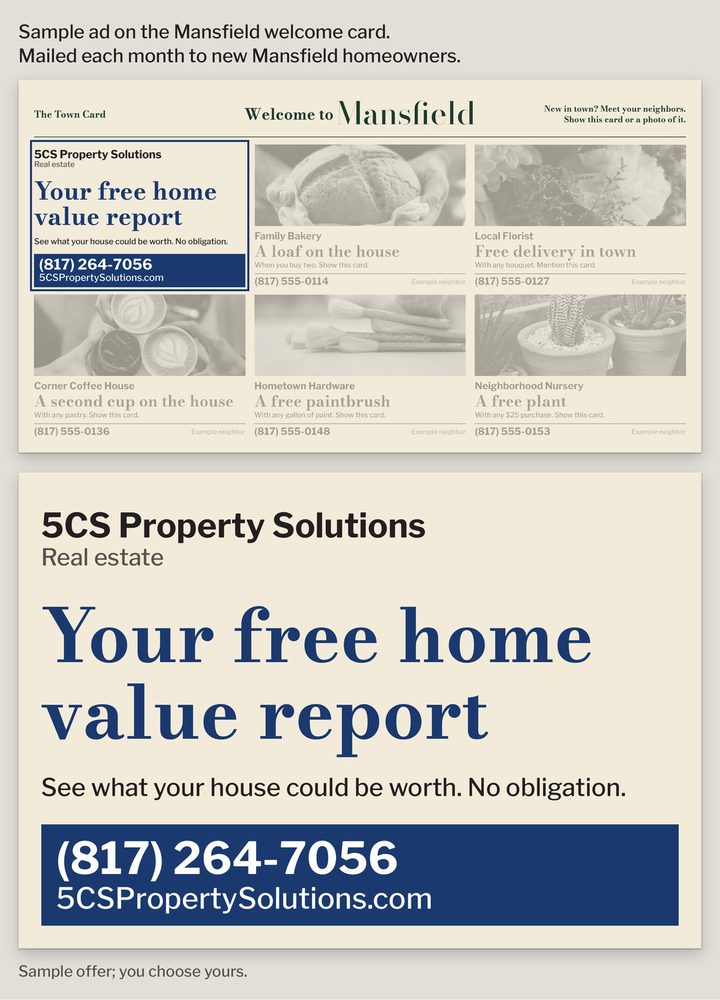 Sample ad on the Mansfield welcome card.
Mailed each month to new Mansfield homeowners.
The Town Card
Welcome to Mansfield
New in town? Meet your neighbors.
Show this card or a photo of it.
5CS Property Solutions
Real estate
Your free home
value report
See what your house could be worth. No obligation.
(817) 264-7056
5CSPropertySolutions.com
Family Bakery
A loaf on the house
When you buy two. Show this card.
(817) 555-0114
Example neighbor
Local Florist
Free delivery in town
With any bouquet. Mention this card.
(817) 555-0127
Example neighbor
Corner Coffee House
A second cup on the house
With any pastry. Show this card.
(817) 555-0136
Example neighbor
Hometown Hardware
A free paintbrush
With any gallon of paint. Show this card.
(817) 555-0148
Example neighbor
Neighborhood Nursery
A free plant
With any $25 purchase. Show this card.
(817) 555-0153
Example neighbor
5CS Property Solutions
Real estate
Your free home
value report
See what your house could be worth. No obligation.
(817) 264-7056
5CSPropertySolutions.com
Sample offer; you choose yours.